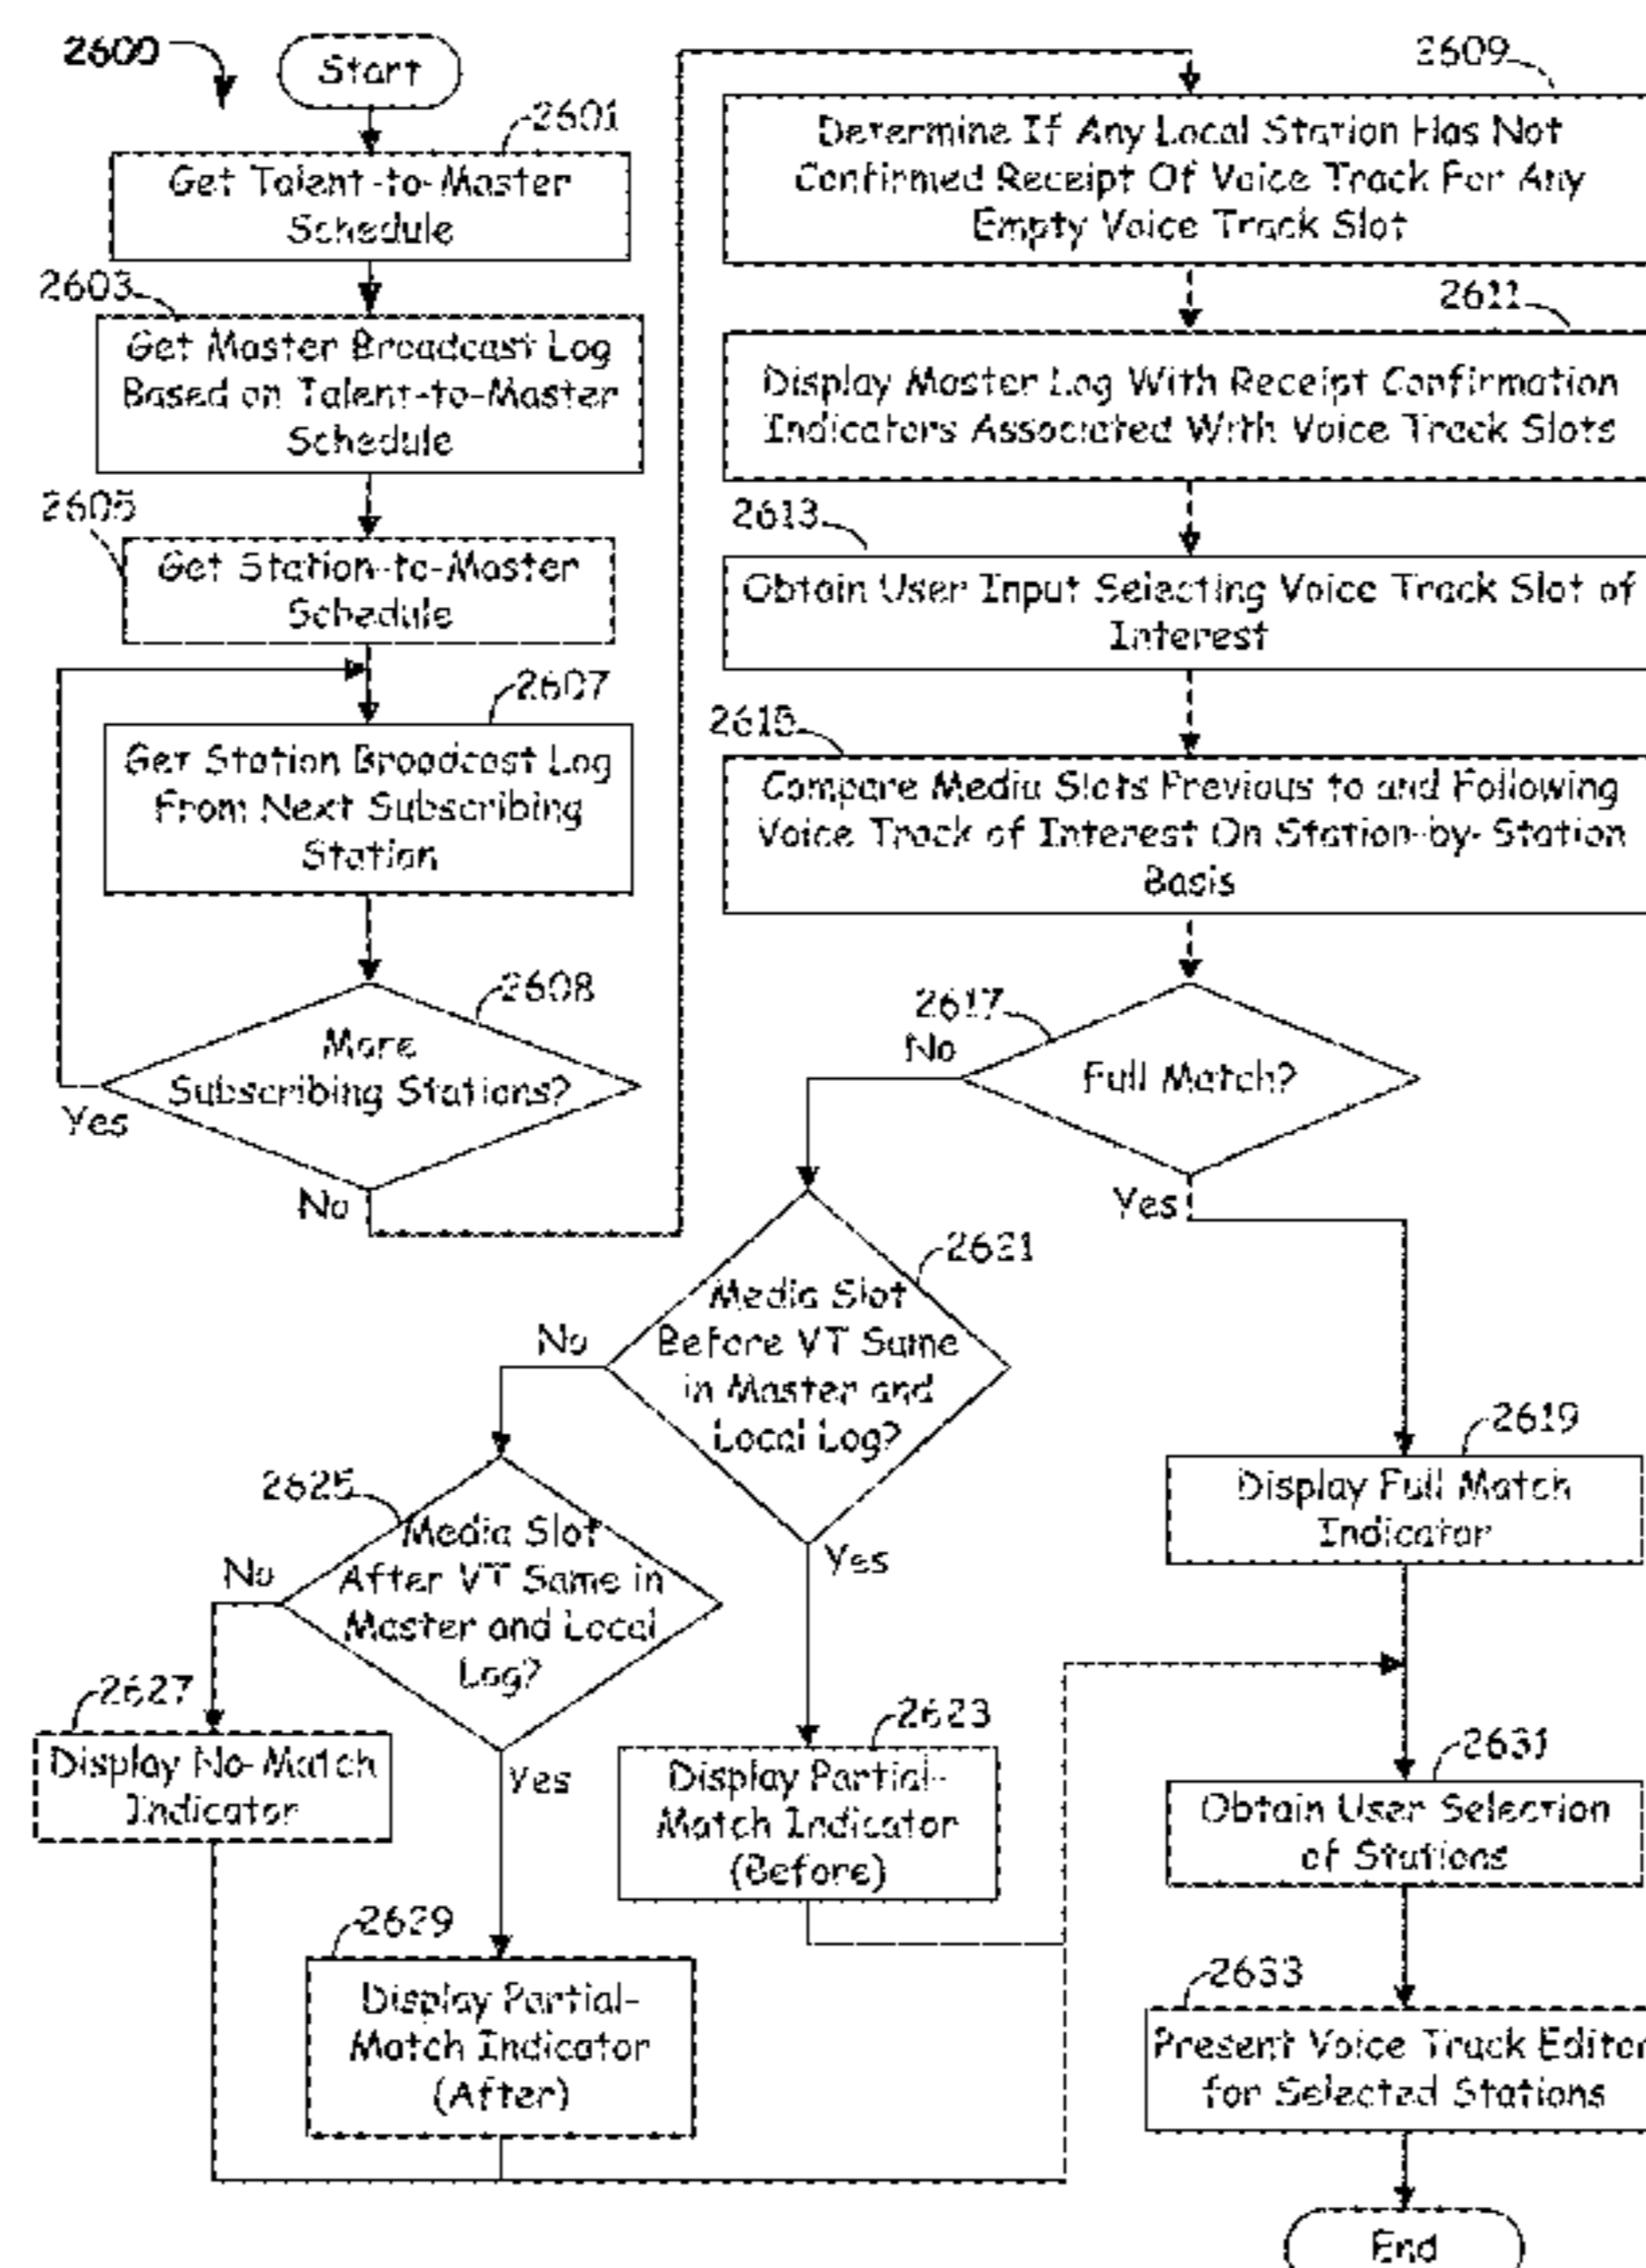 2600
Start
2601
Get Talent-to-Master
Schedule
2603
Get Master Broadcast Log
Based on Talent-to-Master
Schedule
2605
Get Station-to-Master
Schedule
2607
Get Station Broadcast Log
From Next Subscribing
Station
2608
More
Subscribing Stations?
Yes
No
2609
Determine If Any Local Station Has Not
Confirmed Receipt Of Voice Track For Any
Empty Voice Track Slot
2611
Display Master Log With Receipt Confirmation
Indicators Associated With Voice Track Slots
2613
Obtain User Input Selecting Voice Track Slot of
Interest
2615
Compare Media Slots Previous to and Following
Voice Track of Interest On Station-by-Station
Basis
2617
No
Full Match?
Yes
2621
Media Slot
Before VT Same
in Master and
Local Log?
No
Yes
2619
Display Full Match
Indicator
2625
Media Slot
After VT Same in
Master and Local
Log?
No
Yes
2627
Display No-Match
Indicator
2623
Display Partial-
Match Indicator
(Before)
2629
Display Partial-
Match Indicator
(After)
2631
Obtain User Selection
of Stations
2633
Present Voice Track Editor
for Selected Stations
End